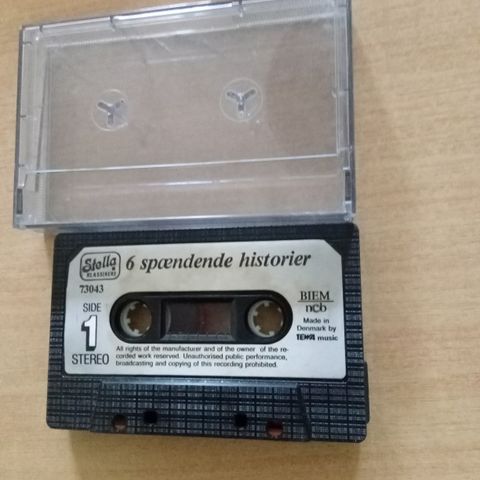 Stella
KLASSIKERE
6 spændende historier
73043
SIDE
1
STEREO
BIEM
ncb
Made in
Denmark by
TEMA music
All rights of the manufacturer and of the owner of the re-
corded work reserved. Unauthorised public performance,
broadcasting and copying of this recording prohibited.